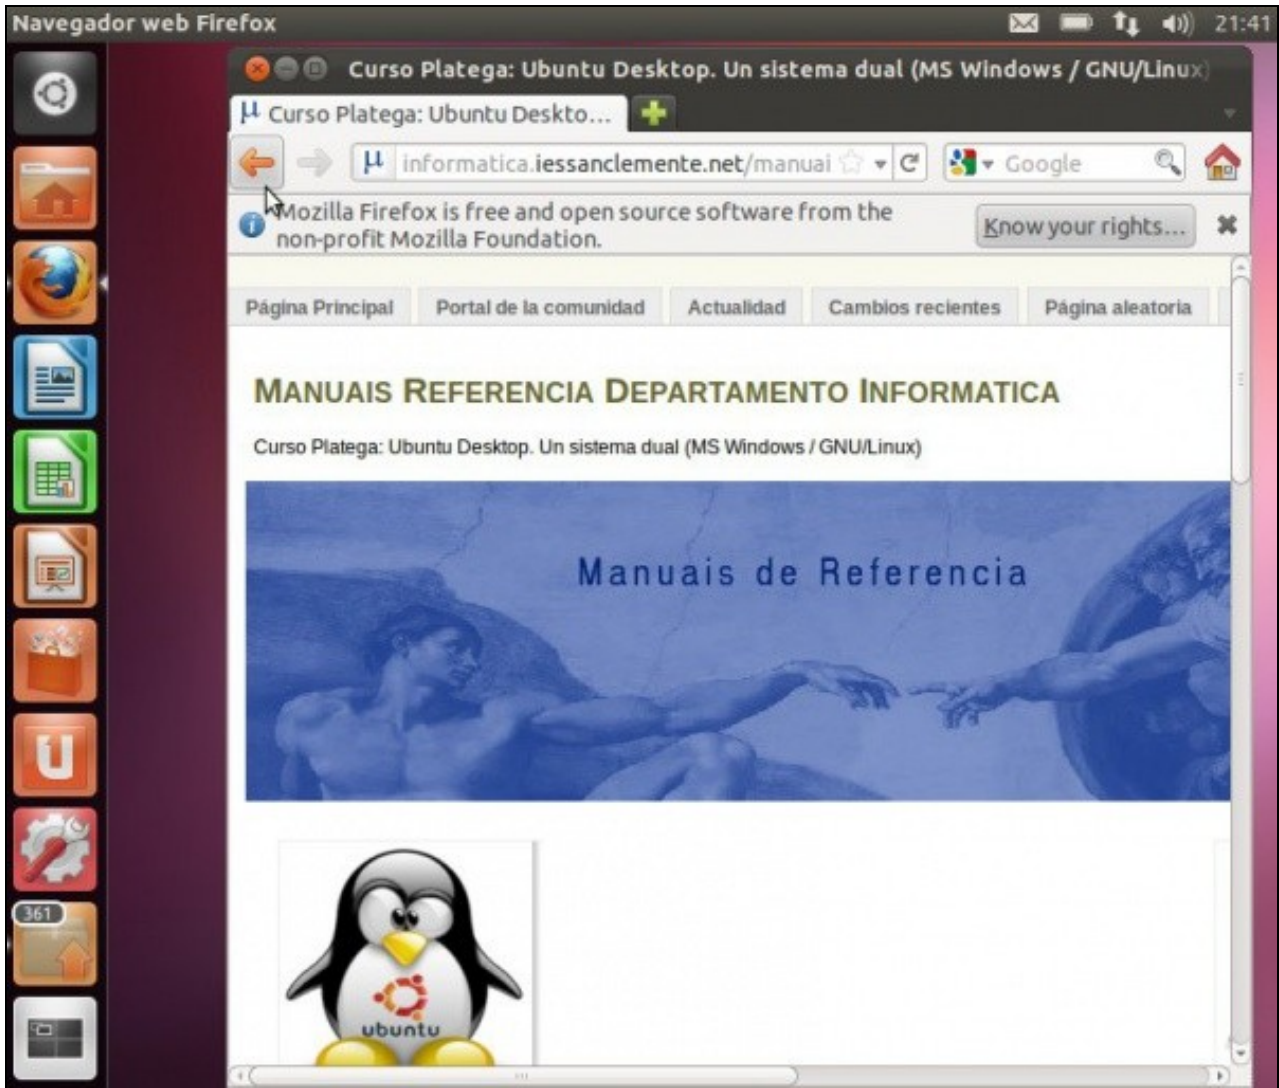 Navegador web Firefox
21:41
Curso Platega: Ubuntu Desktop. Un sistema dual (MS Windows / GNU/Linux)
µ Curso Platega: Ubuntu Deskto...
µ informatica.iessanclemente.net/manuai
Google
Mozilla Firefox is free and open source software from the
non-profit Mozilla Foundation.
Know your rights...
Página Principal
Portal de la comunidad
Actualidad
Cambios recientes
Página aleatoria
MANUAIS REFERENCIA DEPARTAMENTO INFORMATICA
Curso Platega: Ubuntu Desktop. Un sistema dual (MS Windows / GNU/Linux)
Manuais de Referencia
361
ubuntu